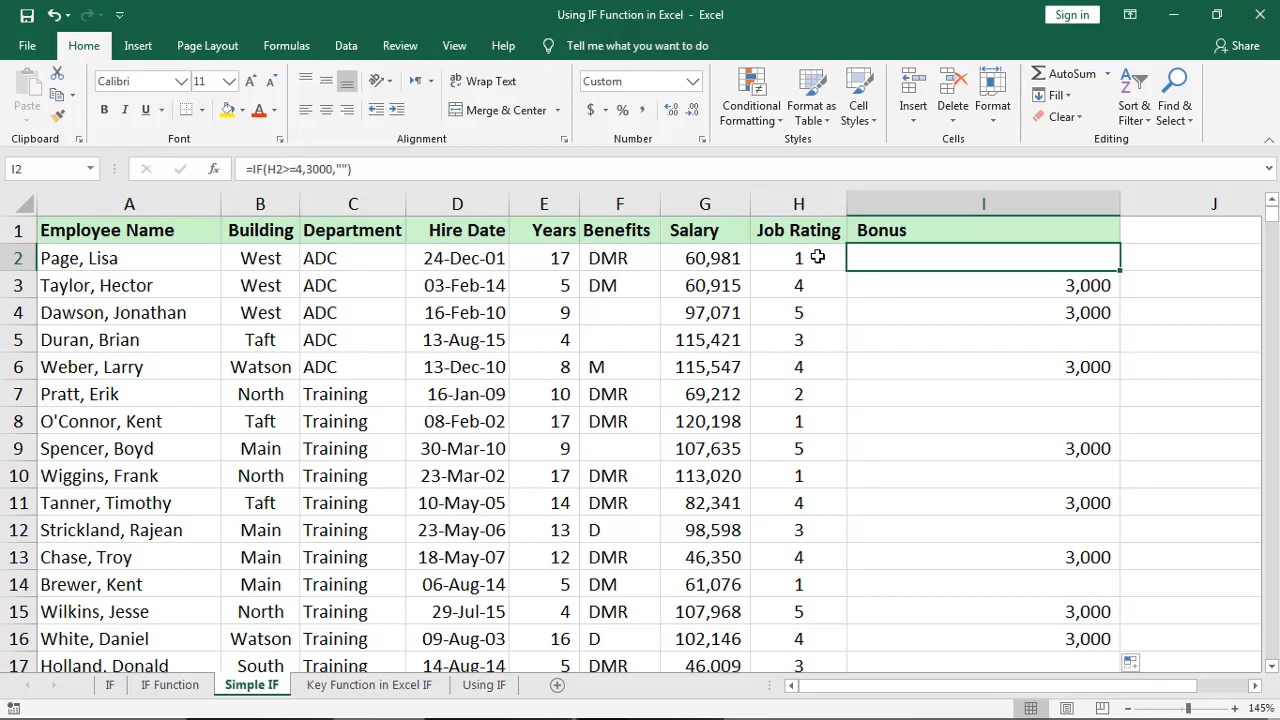 Using IF Function in Excel - Excel
Sign in
File Home Insert Page Layout Formulas Data Review View Help Tell me what you want to do Share
Paste
Calibri 11
B I U
Wrap Text
Merge & Center
Custom
$ % ,
Conditional Formatting
Format as Table
Cell Styles
Insert
Delete
Format
AutoSum
Fill
Clear
Sort & Filter
Find & Select
Clipboard Font Alignment Number Styles Cells Editing
I2 fx =IF(H2>=4,3000,"")
A B C D E F G H I J
1 Employee Name Building Department Hire Date Years Benefits Salary Job Rating Bonus
2 Page, Lisa West ADC 24-Dec-01 17 DMR 60,981 1
3 Taylor, Hector West ADC 03-Feb-14 5 DM 60,915 4 3,000
4 Dawson, Jonathan West ADC 16-Feb-10 9 97,071 5 3,000
5 Duran, Brian Taft ADC 13-Aug-15 4 115,421 3
6 Weber, Larry Watson ADC 13-Dec-10 8 M 115,547 4 3,000
7 Pratt, Erik North Training 16-Jan-09 10 DMR 69,212 2
8 O'Connor, Kent Taft Training 08-Feb-02 17 DMR 120,198 1
9 Spencer, Boyd Main Training 30-Mar-10 9 107,635 5 3,000
10 Wiggins, Frank North Training 23-Mar-02 17 DMR 113,020 1
11 Tanner, Timothy Taft Training 10-May-05 14 DMR 82,341 4 3,000
12 Strickland, Rajean Main Training 23-May-06 13 D 98,598 3
13 Chase, Troy Main Training 18-May-07 12 DMR 46,350 4 3,000
14 Brewer, Kent Main Training 06-Aug-14 5 DM 61,076 1
15 Wilkins, Jesse North Training 29-Jul-15 4 DMR 107,968 5 3,000
16 White, Daniel Watson Training 09-Aug-03 16 D 102,146 4 3,000
17 Holland, Donald South Training 14-Aug-14 5 DMR 46,009 3
IF IF Function Simple IF Key Function in Excel IF Using IF
145%